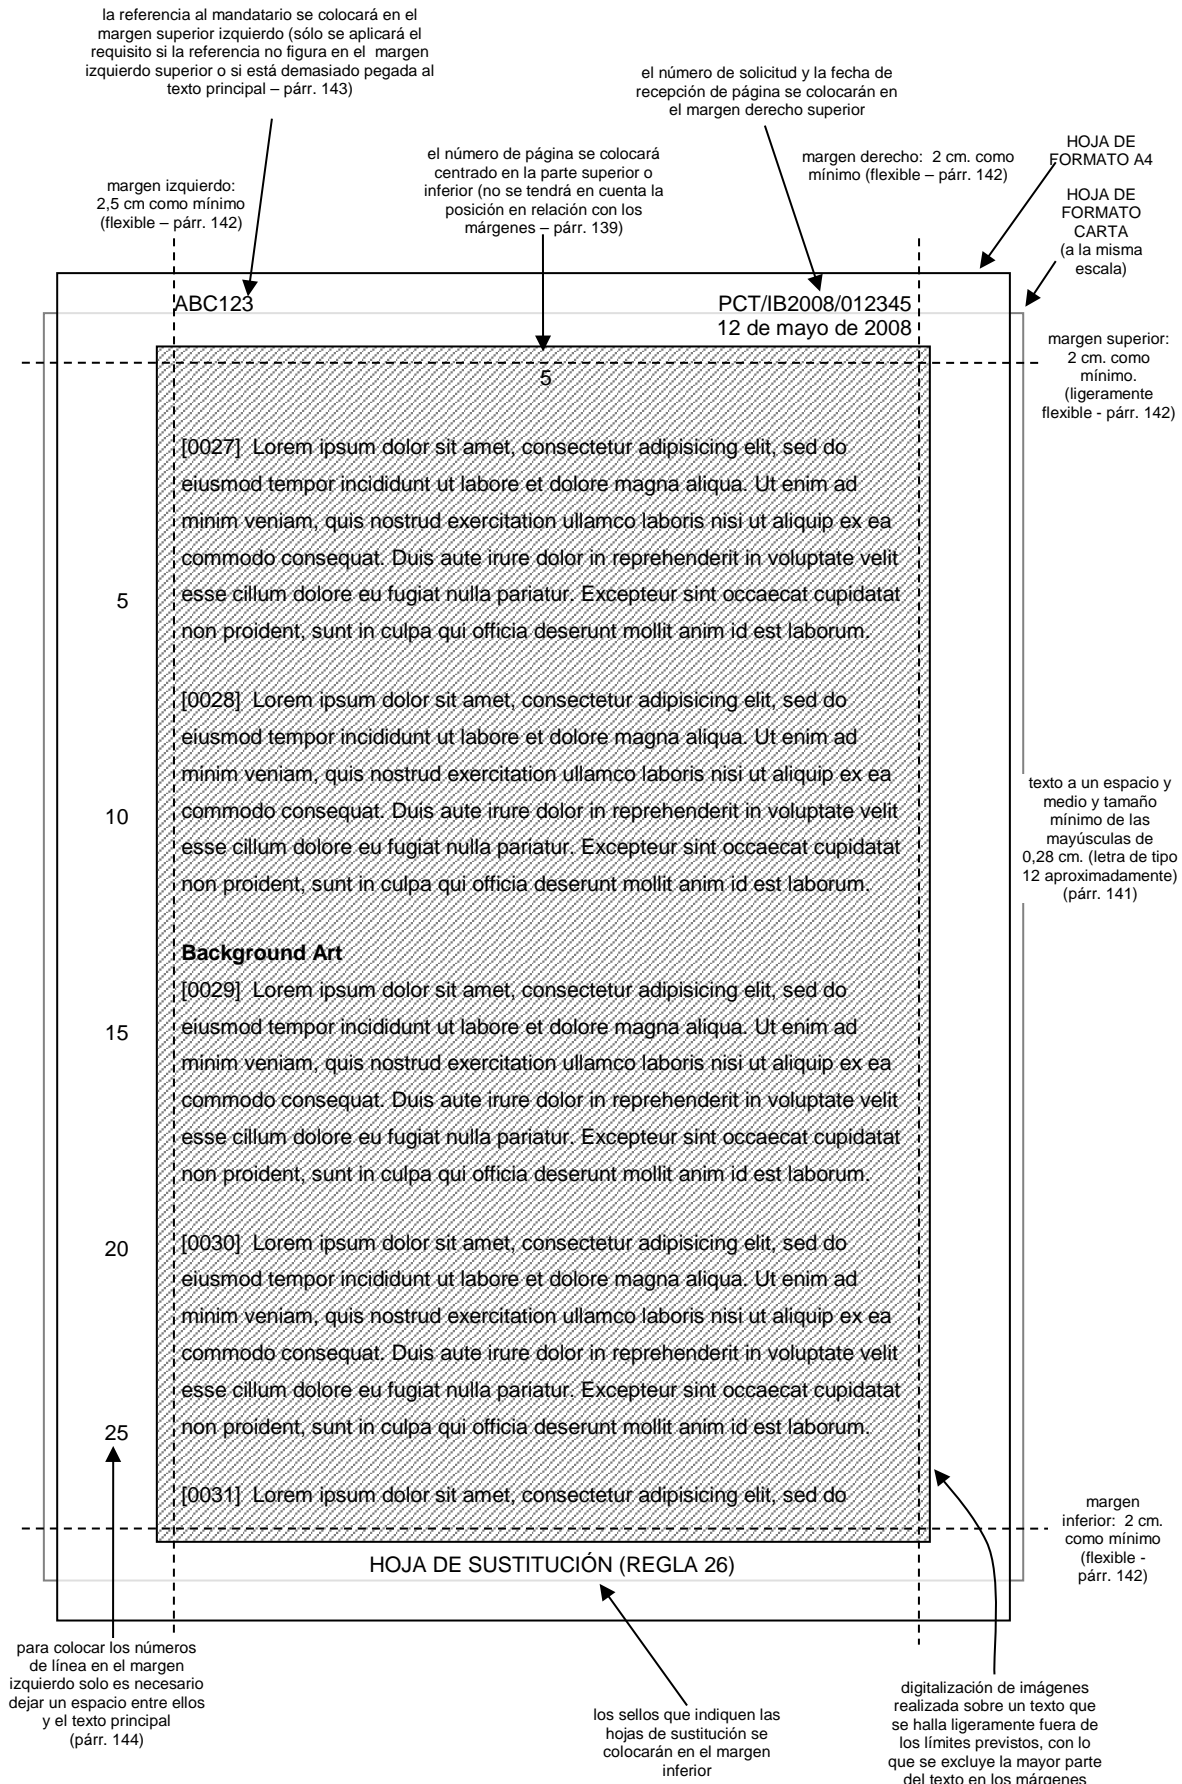 la referencia al mandatario se colocará en el
margen superior izquierdo (sólo se aplicará el
requisito si la referencia no figura en el  margen
izquierdo superior o si está demasiado pegada al
texto principal – párr. 143)
el número de solicitud y la fecha de
recepción de página se colocarán en
el margen derecho superior
el número de página se colocará
centrado en la parte superior o
inferior (no se tendrá en cuenta la
posición en relación con los
márgenes – párr. 139)
margen derecho:  2 cm. como
mínimo (flexible – párr. 142)
HOJA DE
FORMATO A4
HOJA DE
FORMATO
CARTA
(a la misma
escala)
margen izquierdo:
2,5 cm como mínimo
(flexible – párr. 142)
ABC123
PCT/IB2008/012345
12 de mayo de 2008
margen superior:
2 cm. como
mínimo.
(ligeramente
flexible - párr. 142)
5
[0027]  Lorem ipsum dolor sit amet, consectetur adipisicing elit, sed do
eiusmod tempor incididunt ut labore et dolore magna aliqua. Ut enim ad
minim veniam, quis nostrud exercitation ullamco laboris nisi ut aliquip ex ea
commodo consequat. Duis aute irure dolor in reprehenderit in voluptate velit
5 esse cillum dolore eu fugiat nulla pariatur. Excepteur sint occaecat cupidatat
non proident, sunt in culpa qui officia deserunt mollit anim id est laborum.
[0028]  Lorem ipsum dolor sit amet, consectetur adipisicing elit, sed do
eiusmod tempor incididunt ut labore et dolore magna aliqua. Ut enim ad
minim veniam, quis nostrud exercitation ullamco laboris nisi ut aliquip ex ea
10 commodo consequat. Duis aute irure dolor in reprehenderit in voluptate velit
esse cillum dolore eu fugiat nulla pariatur. Excepteur sint occaecat cupidatat
non proident, sunt in culpa qui officia deserunt mollit anim id est laborum.
texto a un espacio y
medio y tamaño
mínimo de las
mayúsculas de
0,28 cm. (letra de tipo
12 aproximadamente)
(párr. 141)
Background Art
[0029]  Lorem ipsum dolor sit amet, consectetur adipisicing elit, sed do
15 eiusmod tempor incididunt ut labore et dolore magna aliqua. Ut enim ad
minim veniam, quis nostrud exercitation ullamco laboris nisi ut aliquip ex ea
commodo consequat. Duis aute irure dolor in reprehenderit in voluptate velit
esse cillum dolore eu fugiat nulla pariatur. Excepteur sint occaecat cupidatat
non proident, sunt in culpa qui officia deserunt mollit anim id est laborum.
20 [0030]  Lorem ipsum dolor sit amet, consectetur adipisicing elit, sed do
eiusmod tempor incididunt ut labore et dolore magna aliqua. Ut enim ad
minim veniam, quis nostrud exercitation ullamco laboris nisi ut aliquip ex ea
commodo consequat. Duis aute irure dolor in reprehenderit in voluptate velit
esse cillum dolore eu fugiat nulla pariatur. Excepteur sint occaecat cupidatat
25 non proident, sunt in culpa qui officia deserunt mollit anim id est laborum.
[0031]  Lorem ipsum dolor sit amet, consectetur adipisicing elit, sed do
margen
inferior:  2 cm.
como mínimo
(flexible -
párr. 142)
HOJA DE SUSTITUCIÓN (REGLA 26)
para colocar los números
de línea en el margen
izquierdo solo es necesario
dejar un espacio entre ellos
y el texto principal
(párr. 144)
los sellos que indiquen las
hojas de sustitución se
colocarán en el margen
inferior
digitalización de imágenes
realizada sobre un texto que
se halla ligeramente fuera de
los límites previstos, con lo
que se excluye la mayor parte
del texto en los márgenes